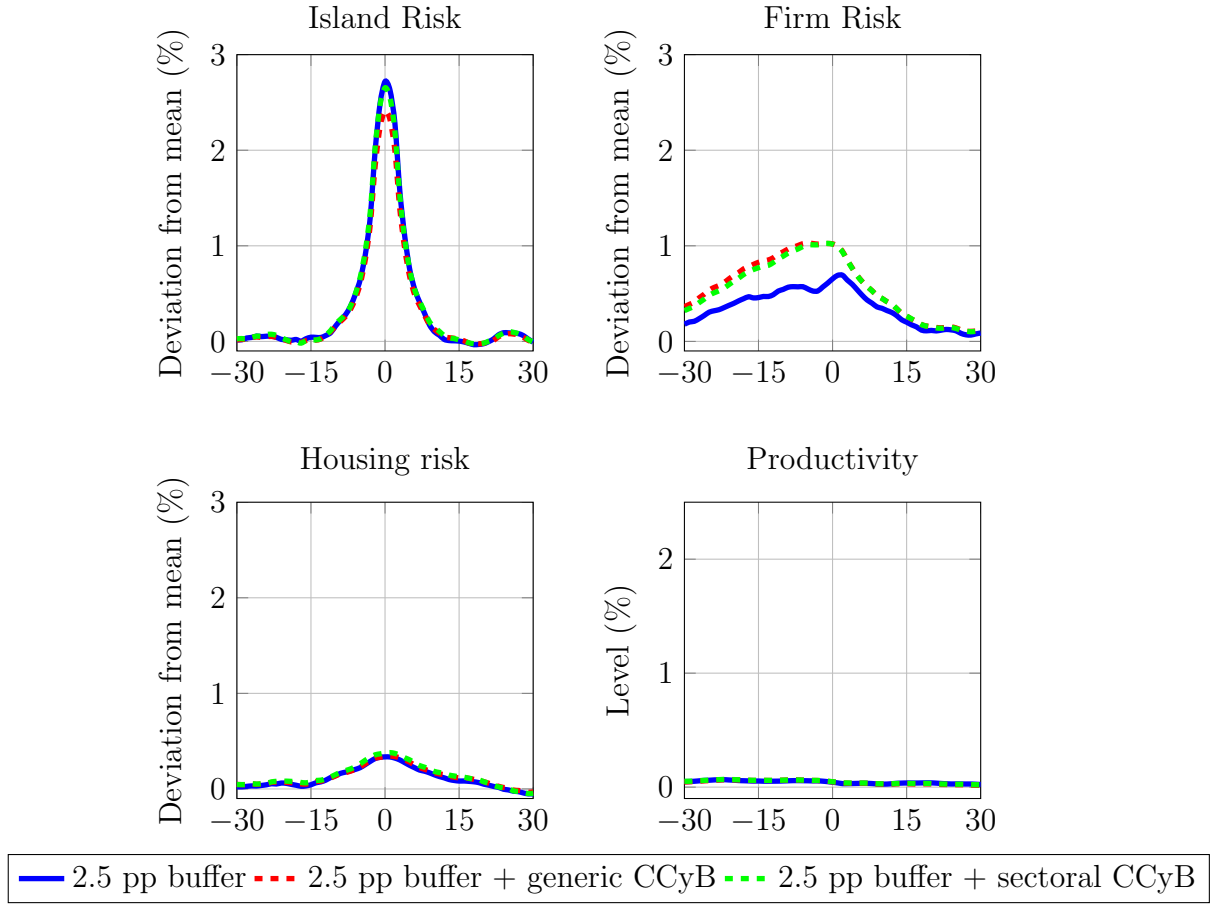 Island Risk
Deviation from mean (%)
3
2
1
0
−30 −15 0 15 30
Firm Risk
Deviation from mean (%)
3
2
1
0
−30 −15 0 15 30
Housing risk
Deviation from mean (%)
3
2
1
0
−30 −15 0 15 30
Productivity
Level (%)
2
1
0
−30 −15 0 15 30
2.5 pp buffer 2.5 pp buffer + generic CCyB 2.5 pp buffer + sectoral CCyB